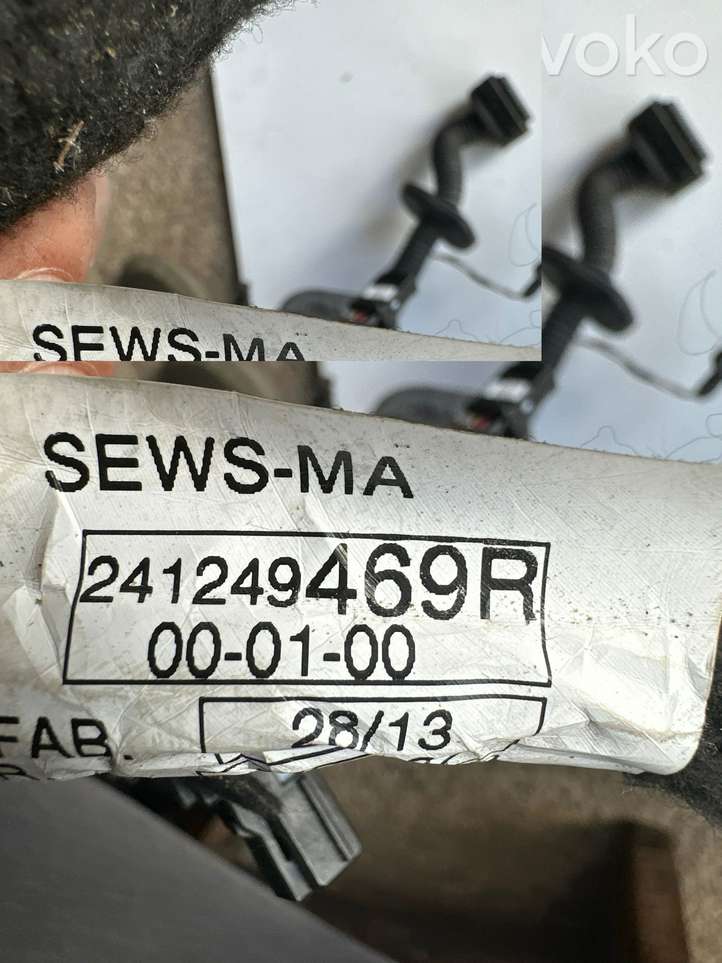 voko
SEWS-MA
SEWS-MA
241249469R
00-01-00
FAB.
28/13